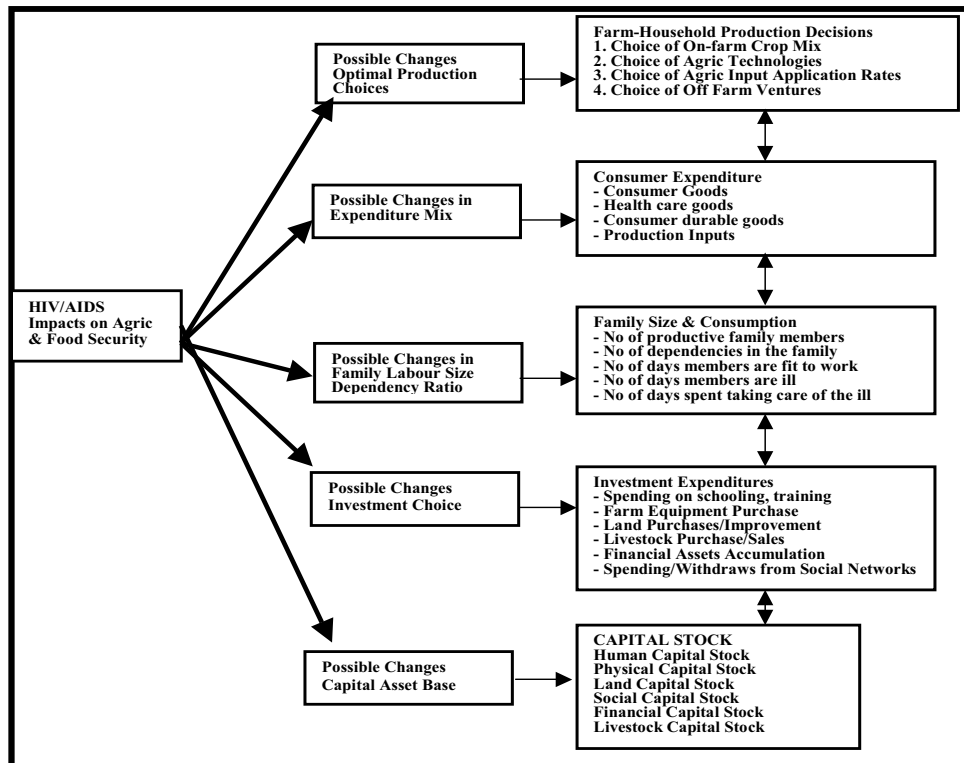 HIV/AIDS
Impacts on Agric
& Food Security
Possible Changes
Optimal Production
Choices
Farm-Household Production Decisions
1. Choice of On-farm Crop Mix
2. Choice of Agric Technologies
3. Choice of Agric Input Application Rates
4. Choice of Off Farm Ventures
Possible Changes in
Expenditure Mix
Consumer Expenditure
- Consumer Goods
- Health care goods
- Consumer durable goods
- Production Inputs
Possible Changes in
Family Labour Size
Dependency Ratio
Family Size & Consumption
- No of productive family members
- No of dependencies in the family
- No of days members are fit to work
- No of days members are ill
- No of days spent taking care of the ill
Possible Changes
Investment Choice
Investment Expenditures
- Spending on schooling, training
- Farm Equipment Purchase
- Land Purchases/Improvement
- Livestock Purchase/Sales
- Financial Assets Accumulation
- Spending/Withdraws from Social Networks
Possible Changes
Capital Asset Base
CAPITAL STOCK
Human Capital Stock
Physical Capital Stock
Land Capital Stock
Social Capital Stock
Financial Capital Stock
Livestock Capital Stock